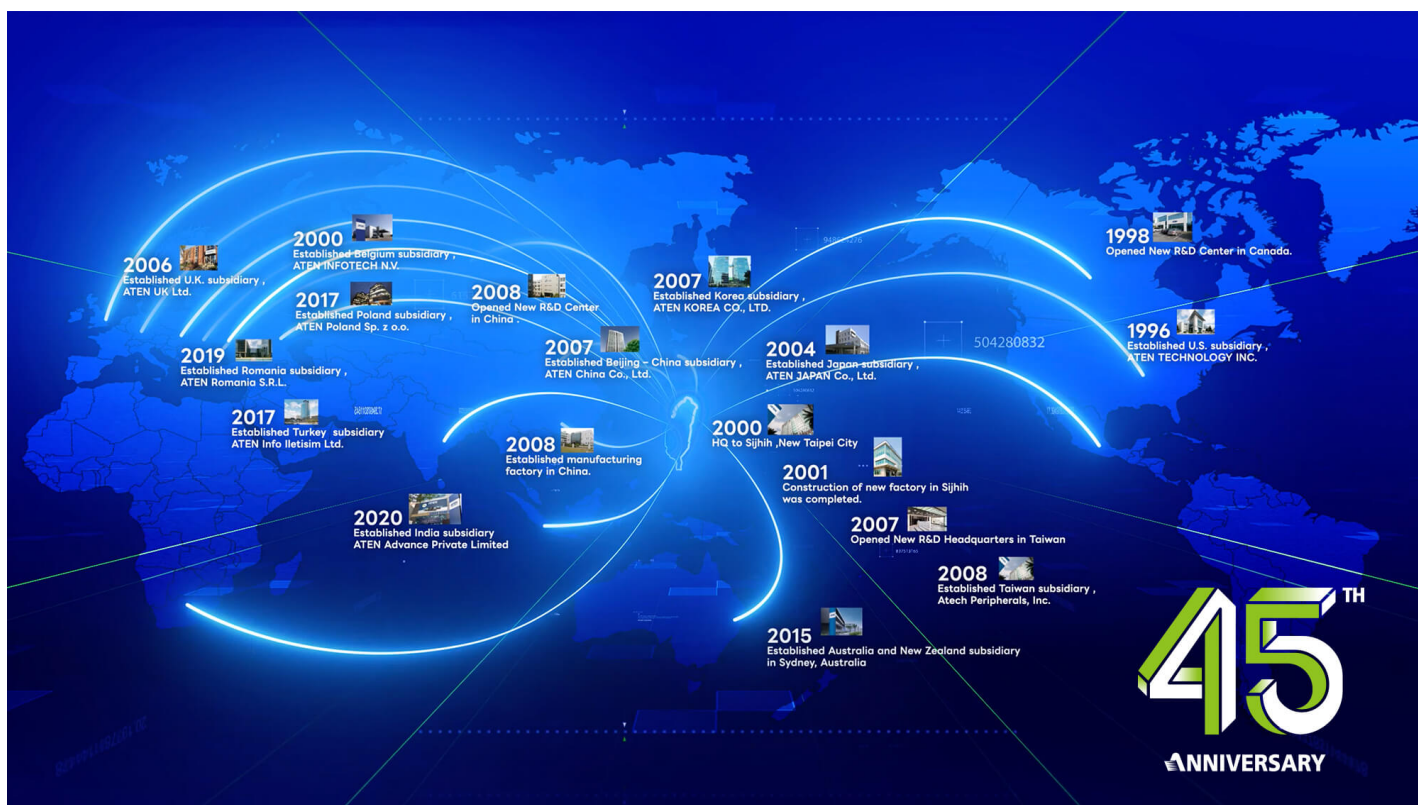 1998
Opened New R&D Center in Canada.
2000
Established Belgium subsidiary ,
ATEN INFOTECH N.V.
2006
Established U.K. subsidiary ,
ATEN UK Ltd.
2007
Established Korea subsidiary ,
ATEN KOREA CO., LTD.
2008
Opened New R&D Center
in China .
2017
Established Poland subsidiary ,
ATEN Poland Sp. z o.o.
1996
Established U.S. subsidiary ,
ATEN TECHNOLOGY INC.
504280832
2019
Established Romania subsidiary ,
ATEN Romania S.R.L.
2007
Established Beijing – China subsidiary ,
ATEN China Co., Ltd.
2004
Established Japan subsidiary ,
ATEN JAPAN Co., Ltd.
2017
Established Turkey subsidiary
ATEN Info Iletisim Ltd.
2008
Established manufacturing
factory in China.
2000
HQ to Sijhih ,New Taipei City
2001
Construction of new factory in Sijhih
was completed.
2020
Established India subsidiary
ATEN Advance Private Limited
2007
Opened New R&D Headquarters in Taiwan
2008
Established Taiwan subsidiary ,
Atech Peripherals, Inc.
2015
Established Australia and New Zealand subsidiary
in Sydney, Australia
45TH
ANNIVERSARY